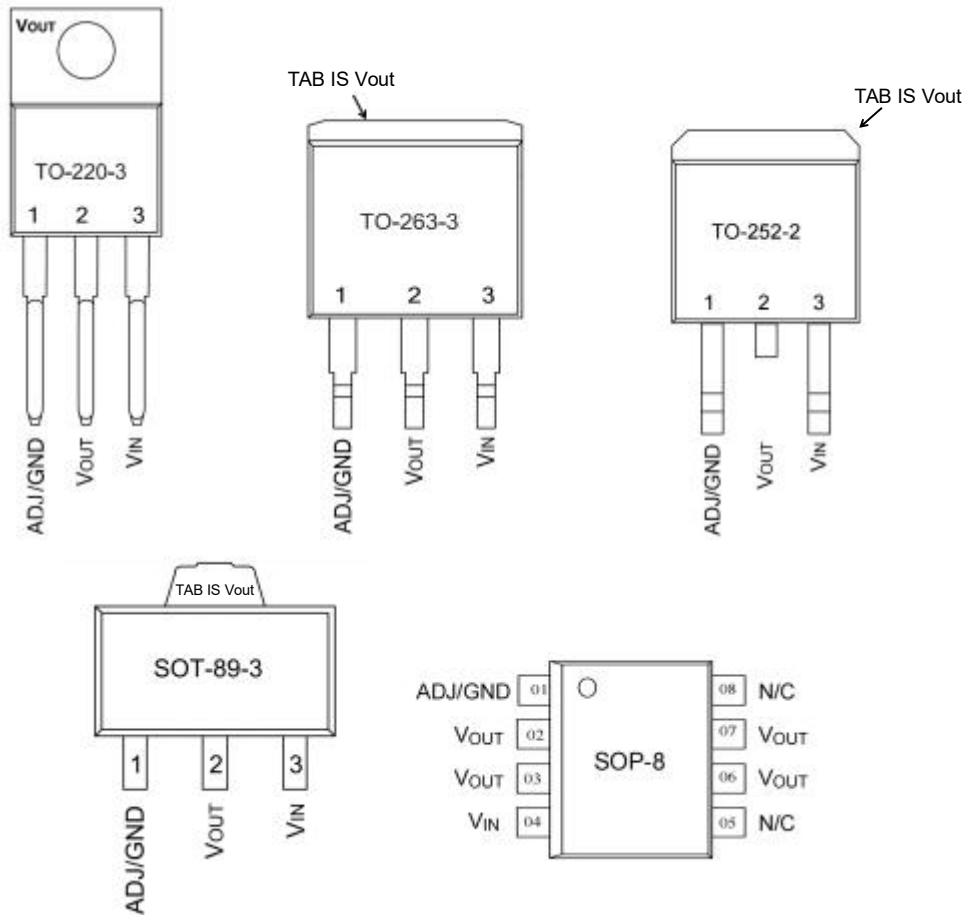 VOUT
TO-220-3
1 2 3
ADJ/GND
VOUT
VIN
TAB IS Vout
TO-263-3
1 2 3
ADJ/GND
VOUT
VIN
TAB IS Vout
TO-252-2
1 2 3
ADJ/GND
VOUT
VIN
TAB IS Vout
SOT-89-3
1 2 3
ADJ/GND
VOUT
VIN
SOP-8
ADJ/GND 01
VOUT 02
VOUT 03
VIN 04
08 N/C
07 VOUT
06 VOUT
05 N/C